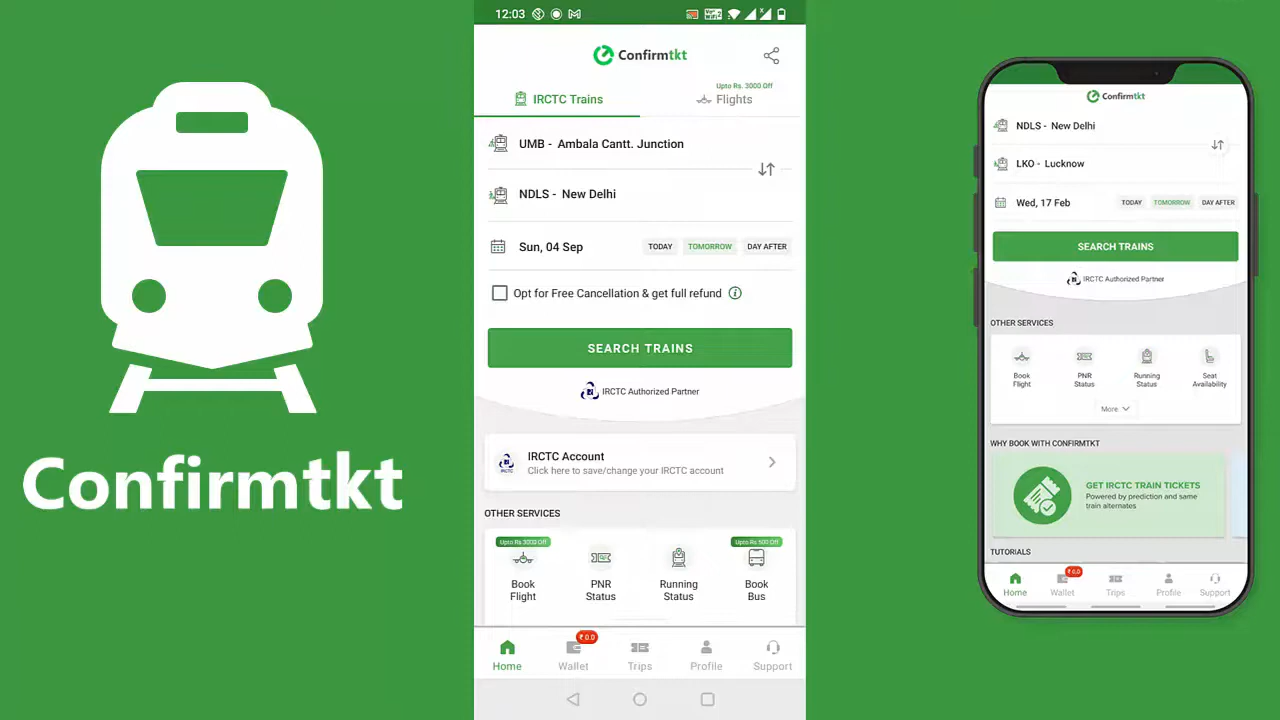 Confirmtkt
12:03
Confirmtkt
Upto Rs. 3000 Off
IRCTC Trains
Flights
UMB - Ambala Cantt. Junction
NDLS - New Delhi
Sun, 04 Sep
TODAY
TOMORROW
DAY AFTER
Opt for Free Cancellation & get full refund
SEARCH TRAINS
IRCTC Authorized Partner
IRCTC Account
Click here to save/change your IRCTC account
OTHER SERVICES
Upto Rs 3000 Off
Upto Rs 500 Off
Book
Flight
PNR
Status
Running
Status
Book
Bus
₹ 0.0
Home
Wallet
Trips
Profile
Support
Confirmtkt
NDLS - New Delhi
LKO - Lucknow
Wed, 17 Feb
TODAY
TOMORROW
DAY AFTER
SEARCH TRAINS
IRCTC Authorized Partner
OTHER SERVICES
Book
Flight
PNR
Status
Running
Status
Seat
Availability
More
WHY BOOK WITH CONFIRMTKT
GET IRCTC TRAIN TICKETS
Powered by prediction and same
train alternates
TUTORIALS
₹ 0.0
Home
Wallet
Trips
Profile
Support